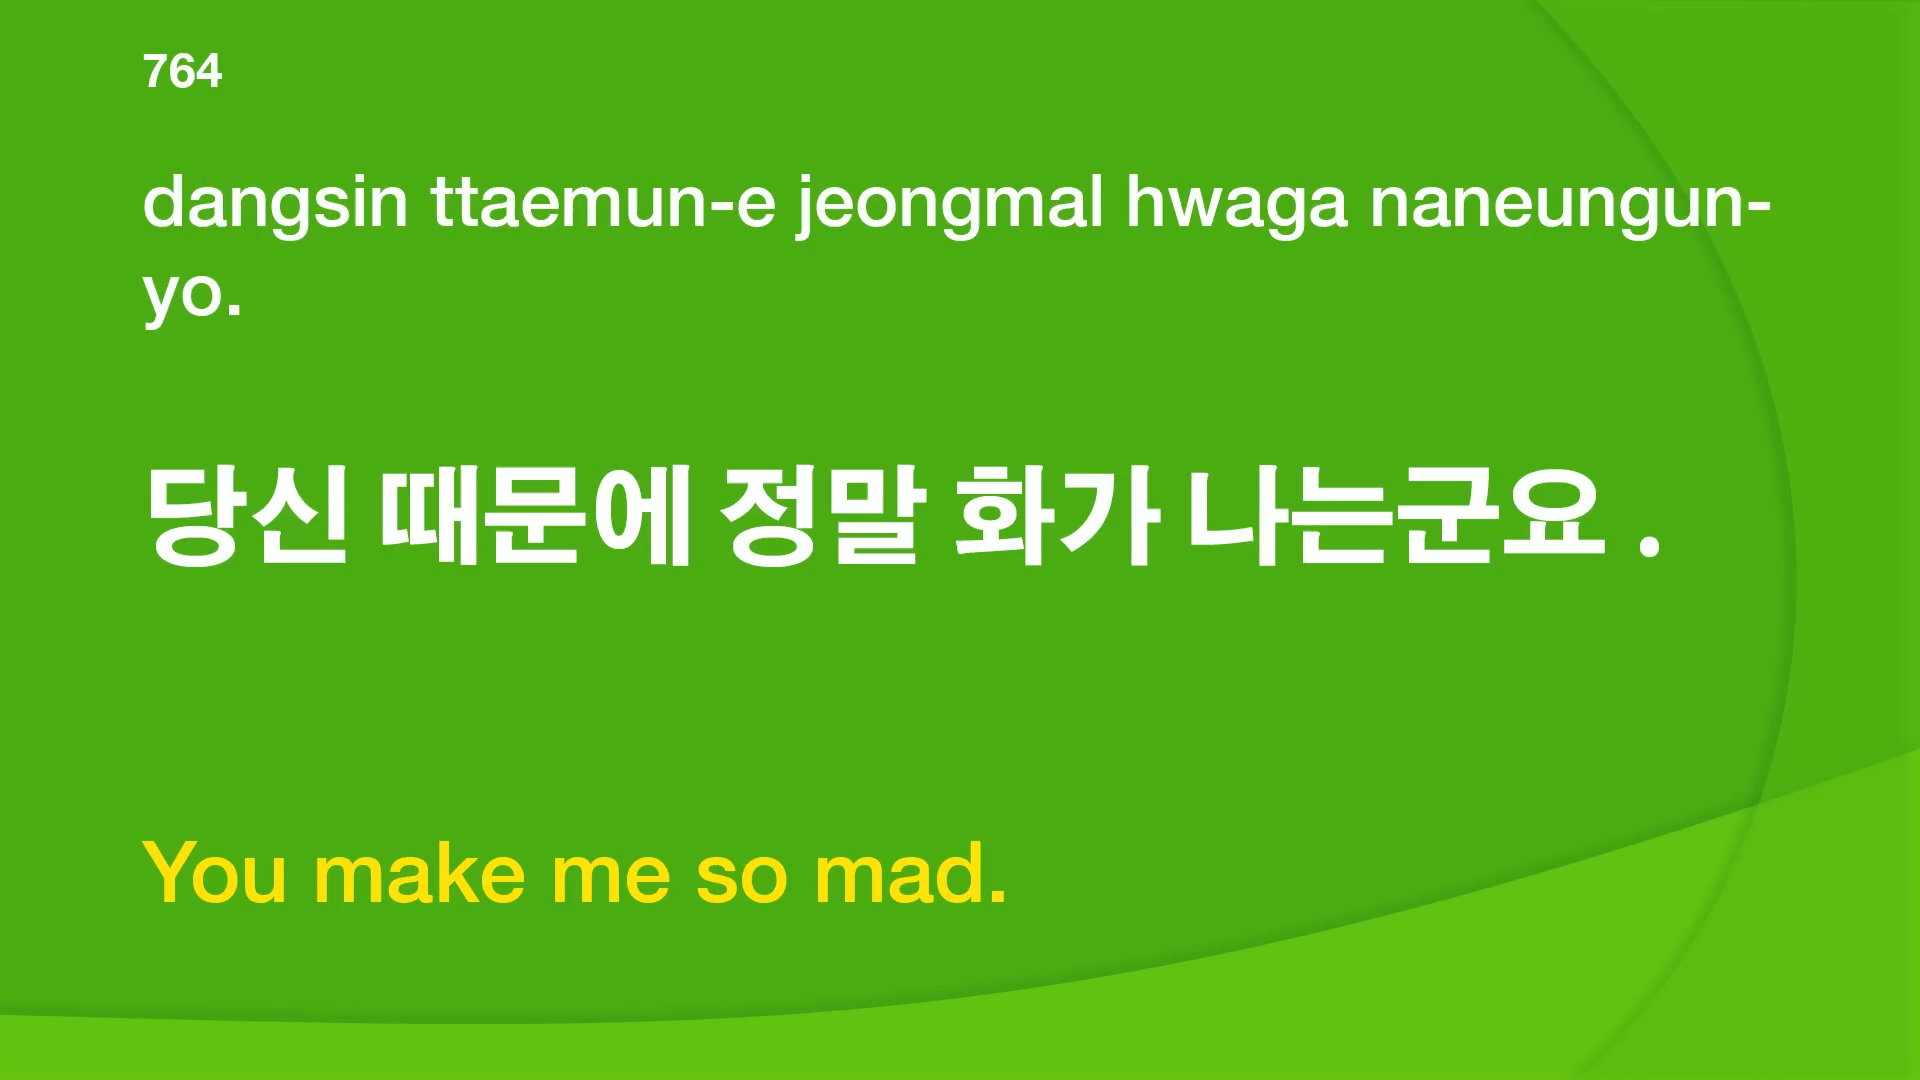 764
dangsin ttaemun-e jeongmal hwaga naneungun-
yo.
당신 때문에 정말 화가 나는군요 .
You make me so mad.